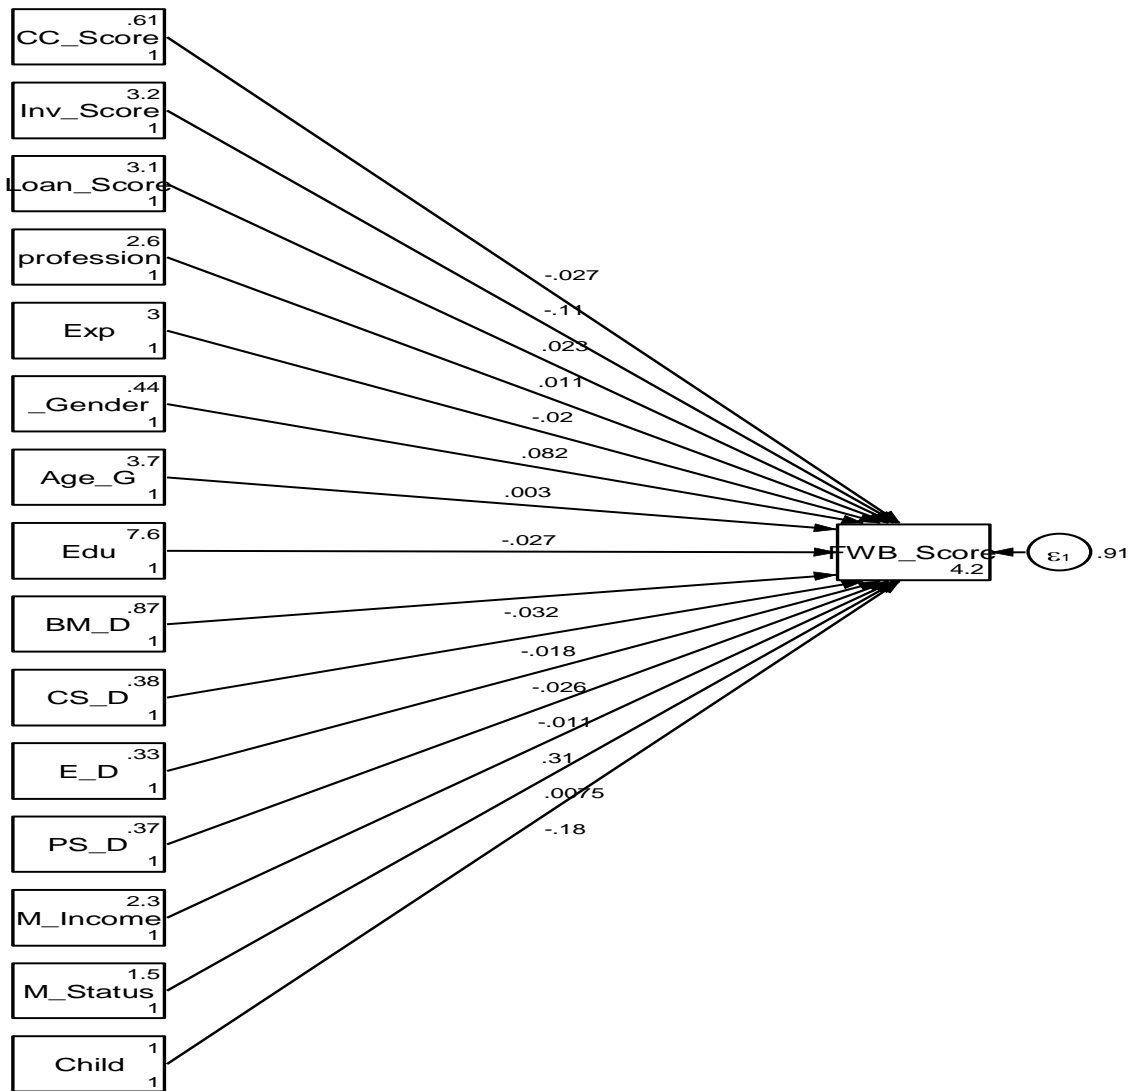 .61
CC_Score
1
3.2
Inv_Score
1
3.1
Loan_Score
1
2.6
profession
1
3
Exp
1
.44
_Gender
1
3.7
Age_G
1
7.6
Edu
1
.87
BM_D
1
.38
CS_D
1
.33
E_D
1
.37
PS_D
1
2.3
M_Income
1
1.5
M_Status
1
1
Child
1
-.027
-.11
.023
.011
-.02
.082
.003
-.027
-.032
-.018
-.026
-.011
.31
.0075
-.18
FWB_Score
4.2
ε₁ .91